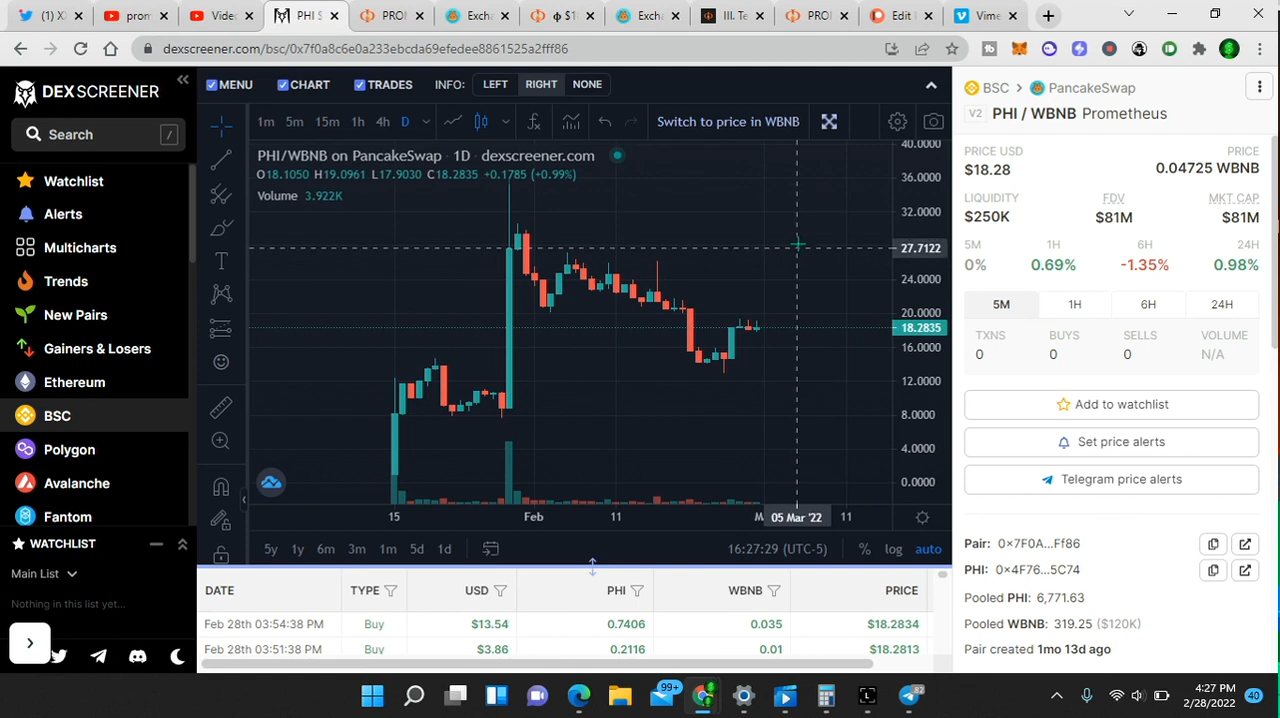 (1) X
prom
Video
PHI $
PROM
Excha
ф $1
Excha
III. Te
PROM
Edit
Vime
dexscreener.com/bsc/0x7f0a8c6e0a233ebcda69efedee8861525a2fff86
DEX SCREENER
Search /
Watchlist
Alerts
Multicharts
Trends
New Pairs
Gainers & Losers
Ethereum
BSC
Polygon
Avalanche
Fantom
WATCHLIST
Main List
Nothing in this list yet...
MENU CHART TRADES INFO: LEFT RIGHT NONE
1m 5m 15m 1h 4h D Switch to price in WBNB
PHI/WBNB on PancakeSwap · 1D · dexscreener.com
O18.1050 H19.0961 L17.9030 C18.2835 +0.1785 (+0.99%)
Volume 3.922K
40.0000
36.0000
32.0000
27.7122
24.0000
20.0000
18.2835
16.0000
12.0000
8.0000
4.0000
0.0000
15 Feb 11 M 05 Mar '22 11
5y 1y 6m 3m 1m 5d 1d 16:27:29 (UTC-5) % log auto
DATE TYPE USD PHI WBNB PRICE
Feb 28th 03:54:38 PM Buy $13.54 0.7406 0.035 $18.2834
Feb 28th 03:51:38 PM Buy $3.86 0.2116 0.01 $18.2813
BSC > PancakeSwap
V2 PHI / WBNB Prometheus
PRICE USD PRICE
$18.28 0.04725 WBNB
LIQUIDITY FDV MKT CAP
$250K $81M $81M
5M 1H 6H 24H
0% 0.69% -1.35% 0.98%
5M 1H 6H 24H
TXNS BUYS SELLS VOLUME
0 0 0 N/A
Add to watchlist
Set price alerts
Telegram price alerts
Pair: 0x7F0A...Ff86
PHI: 0x4F76...5C74
Pooled PHI: 6,771.63
Pooled WBNB: 319.25 ($120K)
Pair created 1mo 13d ago
99+
82
4:27 PM
2/28/2022
40